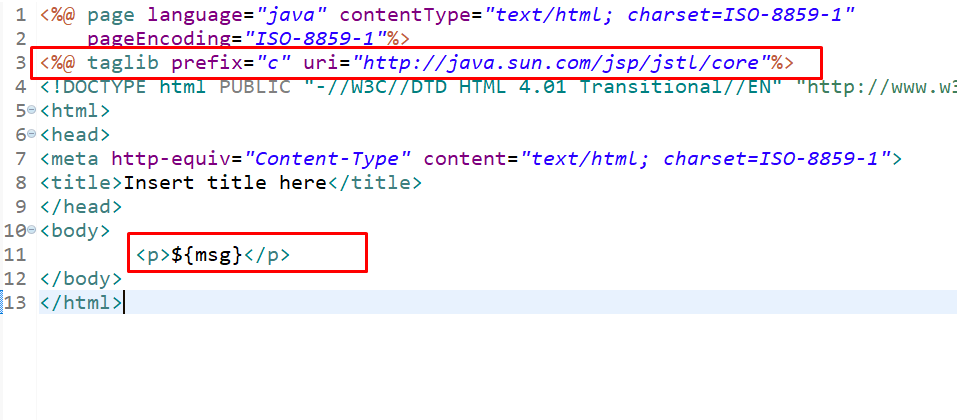 1 <%@ page language="java" contentType="text/html; charset=ISO-8859-1"
2 pageEncoding="ISO-8859-1"%>
3 <%@ taglib prefix="c" uri="http://java.sun.com/jsp/jstl/core"%>
4 <!DOCTYPE html PUBLIC "-//W3C//DTD HTML 4.01 Transitional//EN" "http://www.w3
5 <html>
6 <head>
7 <meta http-equiv="Content-Type" content="text/html; charset=ISO-8859-1">
8 <title>Insert title here</title>
9 </head>
10 <body>
11 <p>${msg}</p>
12 </body>
13 </html>